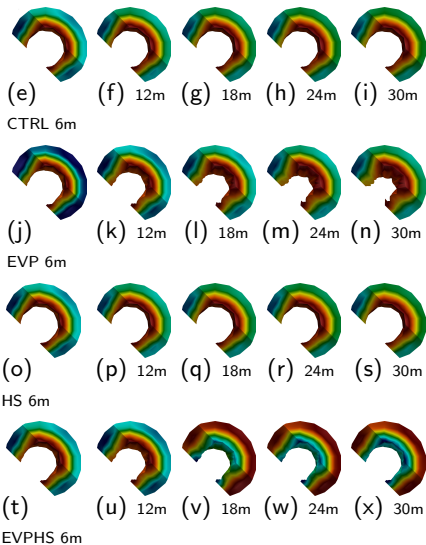 (e) (f) 12m (g) 18m (h) 24m (i) 30m
CTRL 6m
(j) (k) 12m (l) 18m (m) 24m (n) 30m
EVP 6m
(o) (p) 12m (q) 18m (r) 24m (s) 30m
HS 6m
(t) (u) 12m (v) 18m (w) 24m (x) 30m
EVPHS 6m